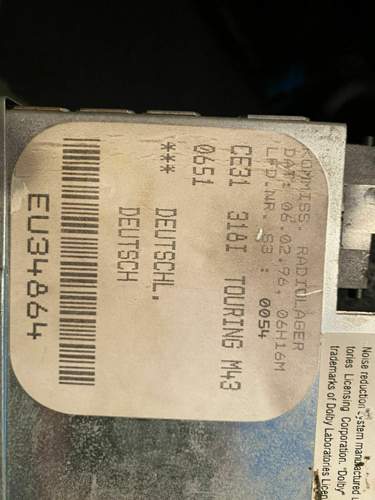 KOMMISS. RADIOLAGER
DAT: 06.02.96, 06H16M
LFD.NR. S3 : 0054
CE31 318I TOURING M43
0651
*** DEUTSCHL.
DEUTSCH
EU34864
Noise reduction system manufactured
tories Licensing Corporation. "Dolby"
trademarks of Dolby Laboratories Licen